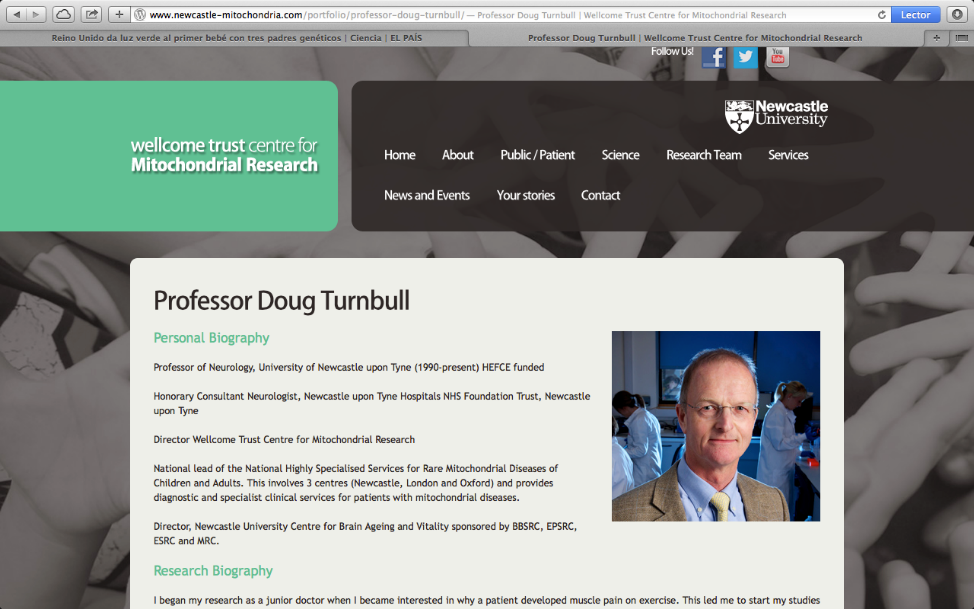 www.newcastle-mitochondria.com/portfolio/professor-doug-turnbull/ — Professor Doug Turnbull | Wellcome Trust Centre for Mitochondrial Research
Lector
Reino Unido da luz verde al primer bebé con tres padres genéticos | Ciencia | EL PAÍS
Professor Doug Turnbull | Wellcome Trust Centre for Mitochondrial Research
Follow Us!
You
Tube
wellcome trust centre for
Mitochondrial Research
Newcastle
University
Home About Public / Patient Science Research Team Services
News and Events Your stories Contact
Professor Doug Turnbull
Personal Biography
Professor of Neurology, University of Newcastle upon Tyne (1990-present) HEFCE funded
Honorary Consultant Neurologist, Newcastle upon Tyne Hospitals NHS Foundation Trust, Newcastle
upon Tyne
Director Wellcome Trust Centre for Mitochondrial Research
National lead of the National Highly Specialised Services for Rare Mitochondrial Diseases of
Children and Adults. This involves 3 centres (Newcastle, London and Oxford) and provides
diagnostic and specialist clinical services for patients with mitochondrial diseases.
Director, Newcastle University Centre for Brain Ageing and Vitality sponsored by BBSRC, EPSRC,
ESRC and MRC.
Research Biography
I began my research as a junior doctor when I became interested in why a patient developed muscle pain on exercise. This led me to start my studies